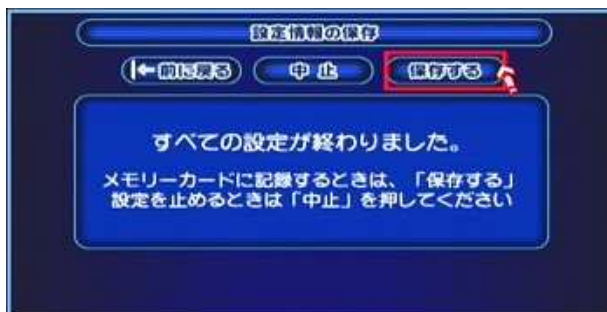 設定情報の保存
前に戻る
中止
保存する
すべての設定が終わりました。
メモリーカードに記録するときは、「保存する」
設定を止めるときは「中止」を押してください